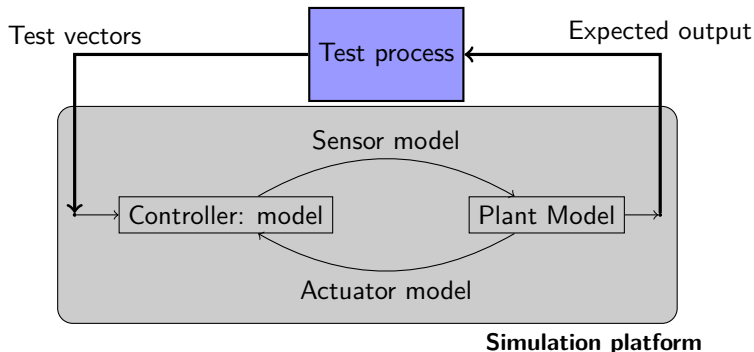 Test vectors
Test process
Expected output
Sensor model
Controller: model
Plant Model
Actuator model
Simulation platform